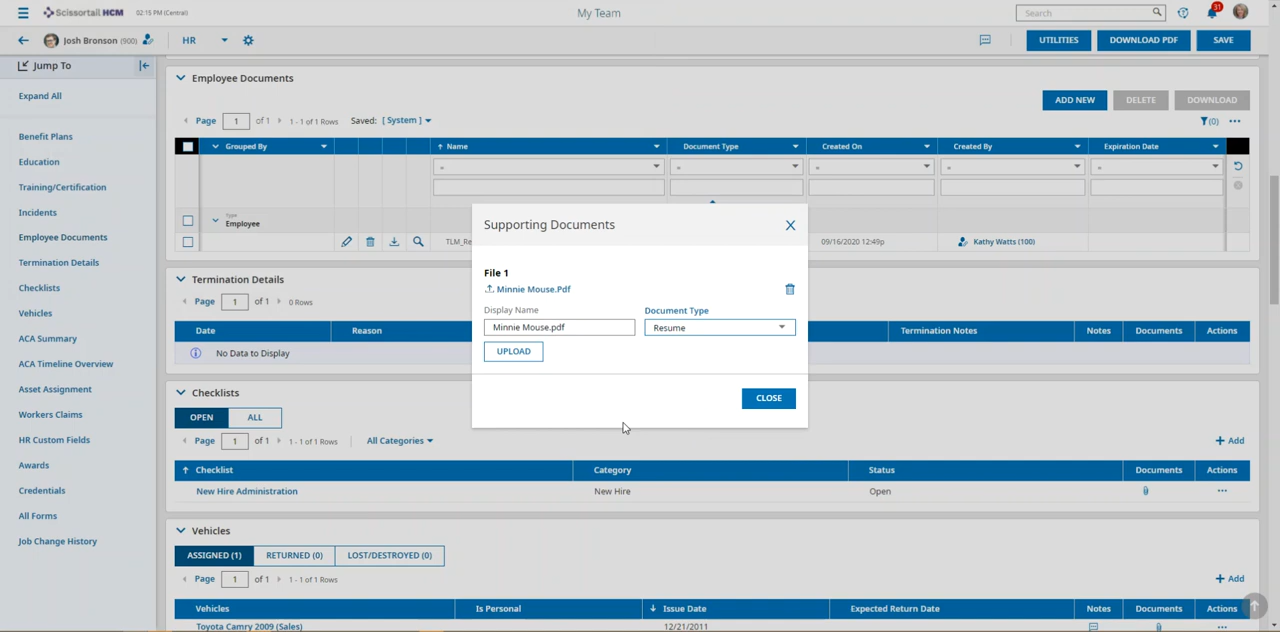 Scissortail HCM 02:15 PM (Central) My Team Search 31
Josh Bronson (900) HR UTILITIES DOWNLOAD PDF SAVE
Jump To
Expand All
Benefit Plans
Education
Training/Certification
Incidents
Employee Documents
Termination Details
Checklists
Vehicles
ACA Summary
ACA Timeline Overview
Asset Assignment
Workers Claims
HR Custom Fields
Awards
Credentials
All Forms
Job Change History
Employee Documents
ADD NEW DELETE DOWNLOAD
Page 1 of 1 1 - 1 of 1 Rows Saved: [ System ] (0)
Grouped By Name Document Type Created On Created By Expiration Date
= = = = =
Type
Employee
TLM_Re 09/16/2020 12:49p Kathy Watts (100)
Supporting Documents
File 1
Minnie Mouse.Pdf
Display Name Document Type
Minnie Mouse.pdf Resume
UPLOAD
CLOSE
Termination Details
Page 1 of 1 0 Rows
Date Reason Termination Notes Notes Documents Actions
No Data to Display
Checklists
OPEN ALL
Page 1 of 1 1 - 1 of 1 Rows All Categories + Add
Checklist Category Status Documents Actions
New Hire Administration New Hire Open
Vehicles
ASSIGNED (1) RETURNED (0) LOST/DESTROYED (0)
Page 1 of 1 1 - 1 of 1 Rows + Add
Vehicles Is Personal Issue Date Expected Return Date Notes Documents Actions
Toyota Camry 2009 (Sales) 12/21/2011